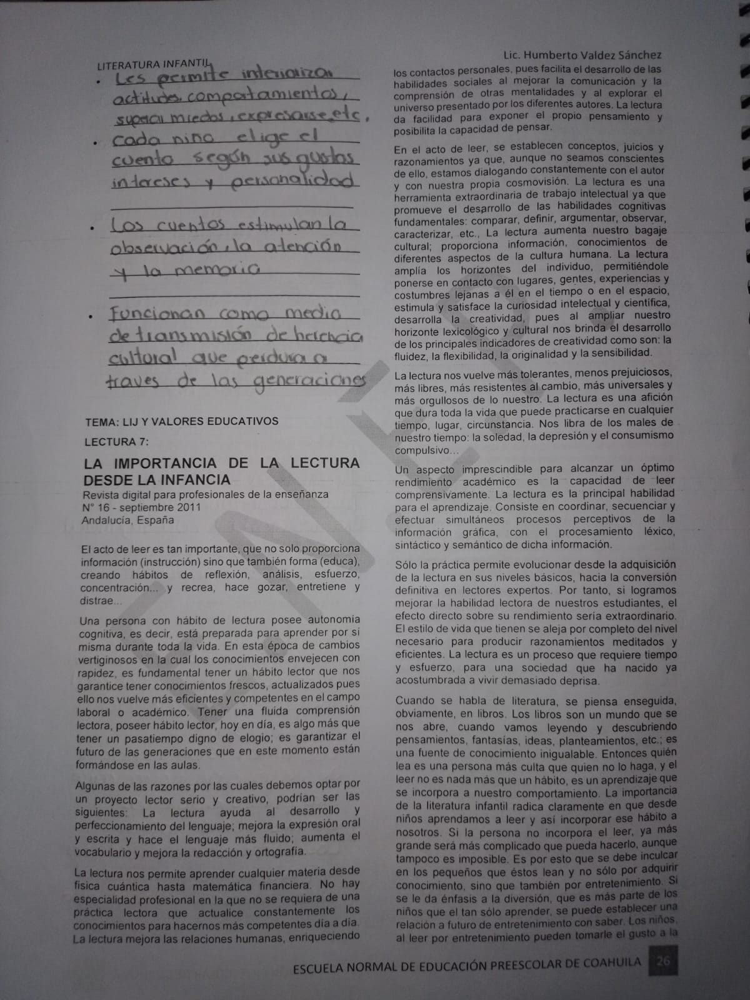 LITERATURA INFANTIL
Lic. Humberto Valdez Sánchez
• Les permite interiorizar
actitudes, comportamientos,
superar miedos, expresarse, etc.
• cada nino elige el
cuento según sus gustos
intereses y personalidad
• Los cuentos estimulan la
observación, la atención
y la memoria
• Funcionan como medio
de transmisión de herencia
cultural que perdura a
traves de las generaciones
TEMA: LIJ Y VALORES EDUCATIVOS
LECTURA 7:
LA IMPORTANCIA DE LA LECTURA
DESDE LA INFANCIA
Revista digital para profesionales de la enseñanza
N° 16 - septiembre 2011
Andalucía, España
El acto de leer es tan importante, que no solo proporciona
información (instrucción) sino que también forma (educa),
creando hábitos de reflexión, análisis, esfuerzo,
concentración... y recrea, hace gozar, entretiene y
distrae...
Una persona con hábito de lectura posee autonomía
cognitiva, es decir, está preparada para aprender por sí
misma durante toda la vida. En esta época de cambios
vertiginosos en la cual los conocimientos envejecen con
rapidez, es fundamental tener un hábito lector que nos
garantice tener conocimientos frescos, actualizados pues
ello nos vuelve más eficientes y competentes en el campo
laboral o académico. Tener una fluida comprensión
lectora, poseer hábito lector, hoy en día, es algo más que
tener un pasatiempo digno de elogio; es garantizar el
futuro de las generaciones que en este momento están
formándose en las aulas.
Algunas de las razones por las cuales debemos optar por
un proyecto lector serio y creativo, podrían ser las
siguientes: La lectura ayuda al desarrollo y
perfeccionamiento del lenguaje; mejora la expresión oral
y escrita y hace el lenguaje más fluido; aumenta el
vocabulario y mejora la redacción y ortografía.
La lectura nos permite aprender cualquier materia desde
física cuántica hasta matemática financiera. No hay
especialidad profesional en la que no se requiera de una
práctica lectora que actualice constantemente los
conocimientos para hacernos más competentes día a día.
La lectura mejora las relaciones humanas, enriqueciendo
los contactos personales, pues facilita el desarrollo de las
habilidades sociales al mejorar la comunicación y la
comprensión de otras mentalidades y al explorar el
universo presentado por los diferentes autores. La lectura
da facilidad para exponer el propio pensamiento y
posibilita la capacidad de pensar.
En el acto de leer, se establecen conceptos, juicios y
razonamientos ya que, aunque no seamos conscientes
de ello, estamos dialogando constantemente con el autor
y con nuestra propia cosmovisión. La lectura es una
herramienta extraordinaria de trabajo intelectual ya que
promueve el desarrollo de las habilidades cognitivas
fundamentales: comparar, definir, argumentar, observar,
caracterizar, etc., La lectura aumenta nuestro bagaje
cultural; proporciona información, conocimientos de
diferentes aspectos de la cultura humana. La lectura
amplía los horizontes del individuo, permitiéndole
ponerse en contacto con lugares, gentes, experiencias y
costumbres lejanas a él en el tiempo o en el espacio,
estimula y satisface la curiosidad intelectual y científica,
desarrolla la creatividad, pues al ampliar nuestro
horizonte lexicológico y cultural nos brinda el desarrollo
de los principales indicadores de creatividad como son: la
fluidez, la flexibilidad, la originalidad y la sensibilidad.
La lectura nos vuelve más tolerantes, menos prejuiciosos,
más libres, más resistentes al cambio, más universales y
más orgullosos de lo nuestro. La lectura es una afición
que dura toda la vida que puede practicarse en cualquier
tiempo, lugar, circunstancia. Nos libra de los males de
nuestro tiempo: la soledad, la depresión y el consumismo
compulsivo...
Un aspecto imprescindible para alcanzar un óptimo
rendimiento académico es la capacidad de leer
comprensivamente. La lectura es la principal habilidad
para el aprendizaje. Consiste en coordinar, secuenciar y
efectuar simultáneos procesos perceptivos de la
información gráfica, con el procesamiento léxico,
sintáctico y semántico de dicha información.
Sólo la práctica permite evolucionar desde la adquisición
de la lectura en sus niveles básicos, hacia la conversión
definitiva en lectores expertos. Por tanto, si logramos
mejorar la habilidad lectora de nuestros estudiantes, el
efecto directo sobre su rendimiento sería extraordinario.
El estilo de vida que tienen se aleja por completo del nivel
necesario para producir razonamientos meditados y
eficientes. La lectura es un proceso que requiere tiempo
y esfuerzo, para una sociedad que ha nacido ya
acostumbrada a vivir demasiado deprisa.
Cuando se habla de literatura, se piensa enseguida,
obviamente, en libros. Los libros son un mundo que se
nos abre, cuando vamos leyendo y descubriendo
pensamientos, fantasías, ideas, planteamientos, etc.; es
una fuente de conocimiento inigualable. Entonces quién
lea es una persona más culta que quien no lo haga, y el
leer no es nada más que un hábito, es un aprendizaje que
se incorpora a nuestro comportamiento. La importancia
de la literatura infantil radica claramente en que desde
niños aprendamos a leer y así incorporar ese hábito a
nosotros. Si la persona no incorpora el leer, ya más
grande será más complicado que pueda hacerlo, aunque
tampoco es imposible. Es por esto que se debe inculcar
en los pequeños que éstos lean y no sólo por adquirir
conocimiento, sino que también por entretenimiento. Si
se le da énfasis a la diversión, que es más parte de los
niños que el tan sólo aprender, se puede establecer una
relación a futuro de entretenimiento con saber. Los niños,
al leer por entretenimiento pueden tomarle el gusto a la
E.N.E.P.
ESCUELA NORMAL DE EDUCACIÓN PREESCOLAR DE COAHUILA 26